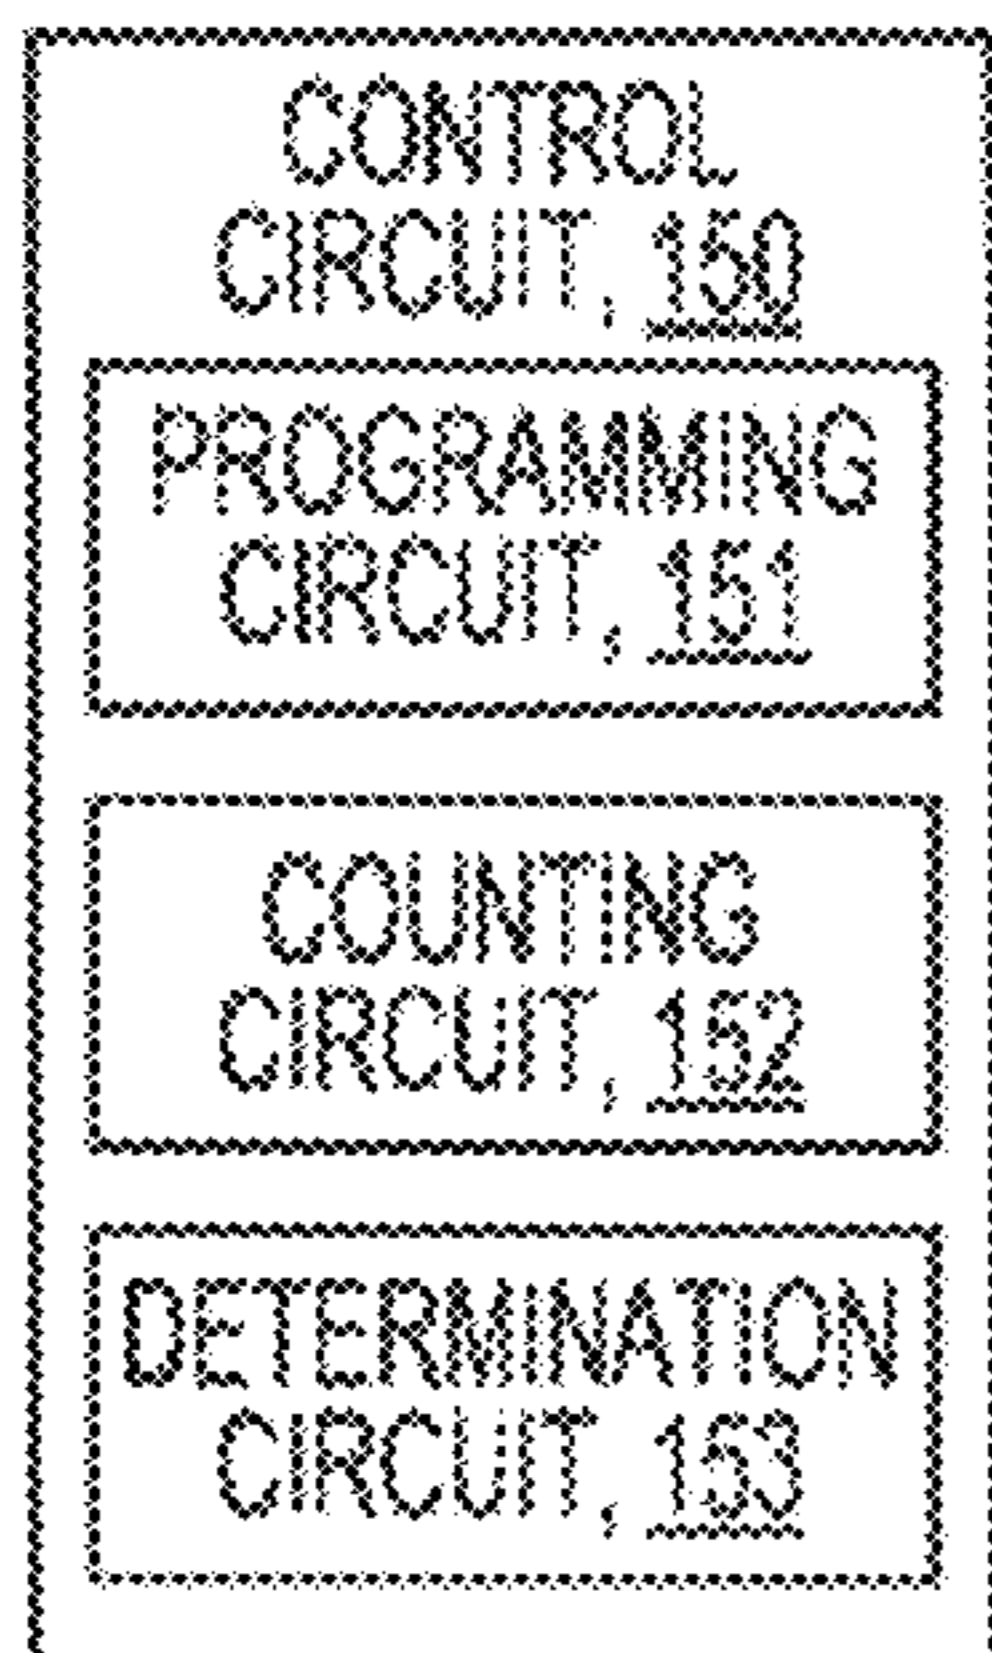 CONTROL
CIRCUIT, 150
PROGRAMMING
CIRCUIT, 151
COUNTING
CIRCUIT, 152
DETERMINATION
CIRCUIT, 153